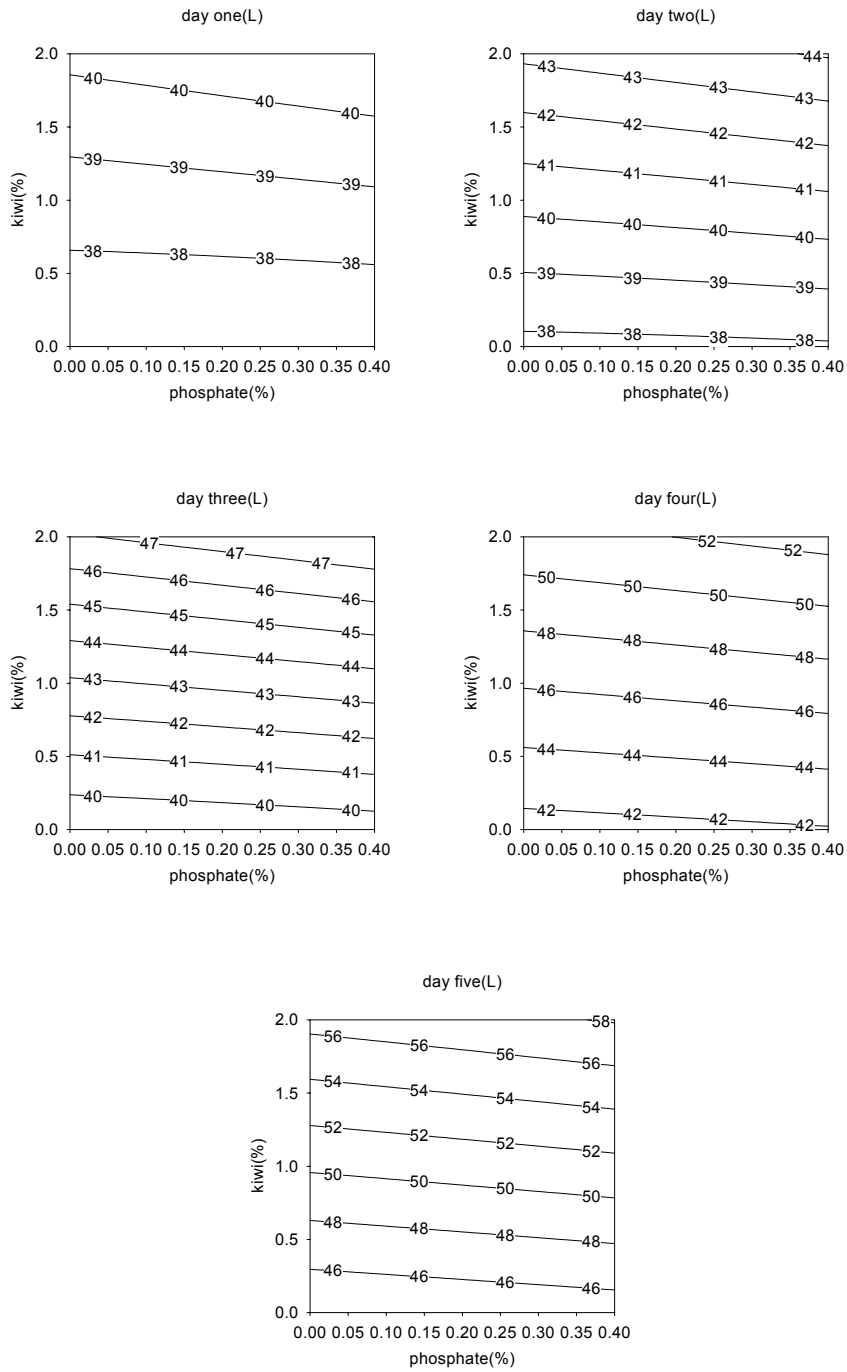 day one(L)
2.0
40 40 40 40
1.5
39 39 39 39
kiwi(%)
1.0
38 38 38 38
0.5
0.0
0.00 0.05 0.10 0.15 0.20 0.25 0.30 0.35 0.40
phosphate(%)
day two(L)
2.0
44
43 43 43 43
1.5
42 42 42 42
41 41 41 41
kiwi(%)
1.0
40 40 40 40
0.5
39 39 39 39
38 38 38 38
0.0
0.00 0.05 0.10 0.15 0.20 0.25 0.30 0.35 0.40
phosphate(%)
day three(L)
2.0
47 47 47
46 46 46 46
1.5
45 45 45 45
44 44 44 44
kiwi(%)
1.0
43 43 43 43
42 42 42 42
0.5
41 41 41 41
40 40 40 40
0.0
0.00 0.05 0.10 0.15 0.20 0.25 0.30 0.35 0.40
phosphate(%)
day four(L)
2.0
52 52
50 50 50 50
1.5
48 48 48 48
kiwi(%)
1.0
46 46 46 46
0.5
44 44 44 44
42 42 42 42
0.0
0.00 0.05 0.10 0.15 0.20 0.25 0.30 0.35 0.40
phosphate(%)
day five(L)
2.0
58
56 56 56 56
1.5
54 54 54 54
52 52 52 52
kiwi(%)
1.0
50 50 50 50
0.5
48 48 48 48
46 46 46 46
0.0
0.00 0.05 0.10 0.15 0.20 0.25 0.30 0.35 0.40
phosphate(%)